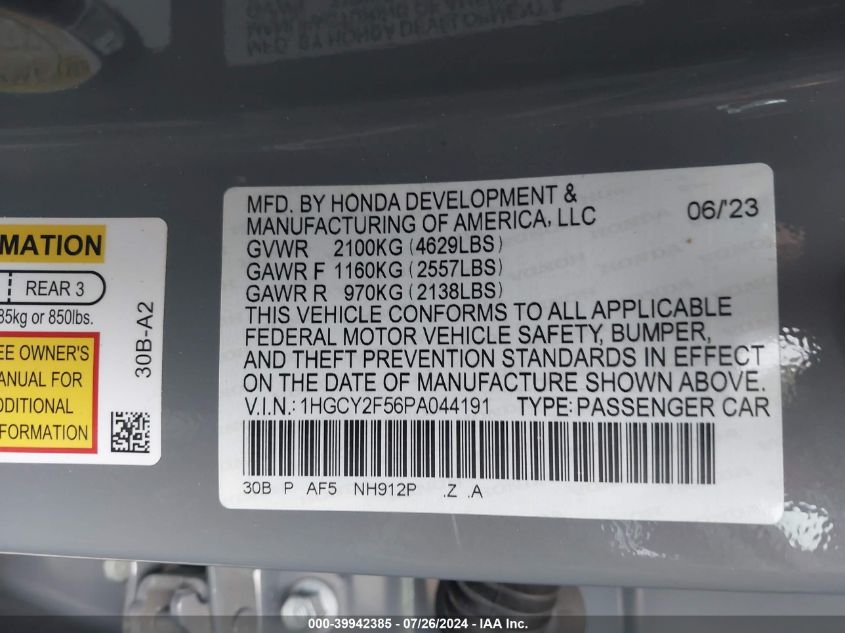 MFD. BY HONDA DEVELOPMENT &
MANUFACTURING OF AMERICA, LLC 06/'23
GVWR 2100KG (4629LBS)
GAWR F 1160KG (2557LBS)
GAWR R 970KG (2138LBS)
THIS VEHICLE CONFORMS TO ALL APPLICABLE
FEDERAL MOTOR VEHICLE SAFETY, BUMPER,
AND THEFT PREVENTION STANDARDS IN EFFECT
ON THE DATE OF MANUFACTURE SHOWN ABOVE.
V.I.N.: 1HGCY2F56PA044191 TYPE: PASSENGER CAR
30B P AF5 NH912P .Z .A
MATION
REAR 3
85kg or 850lbs.
EE OWNER'S
ANUAL FOR
DDITIONAL
FORMATION
30B-A2
000-39942385 - 07/26/2024 - IAA Inc.